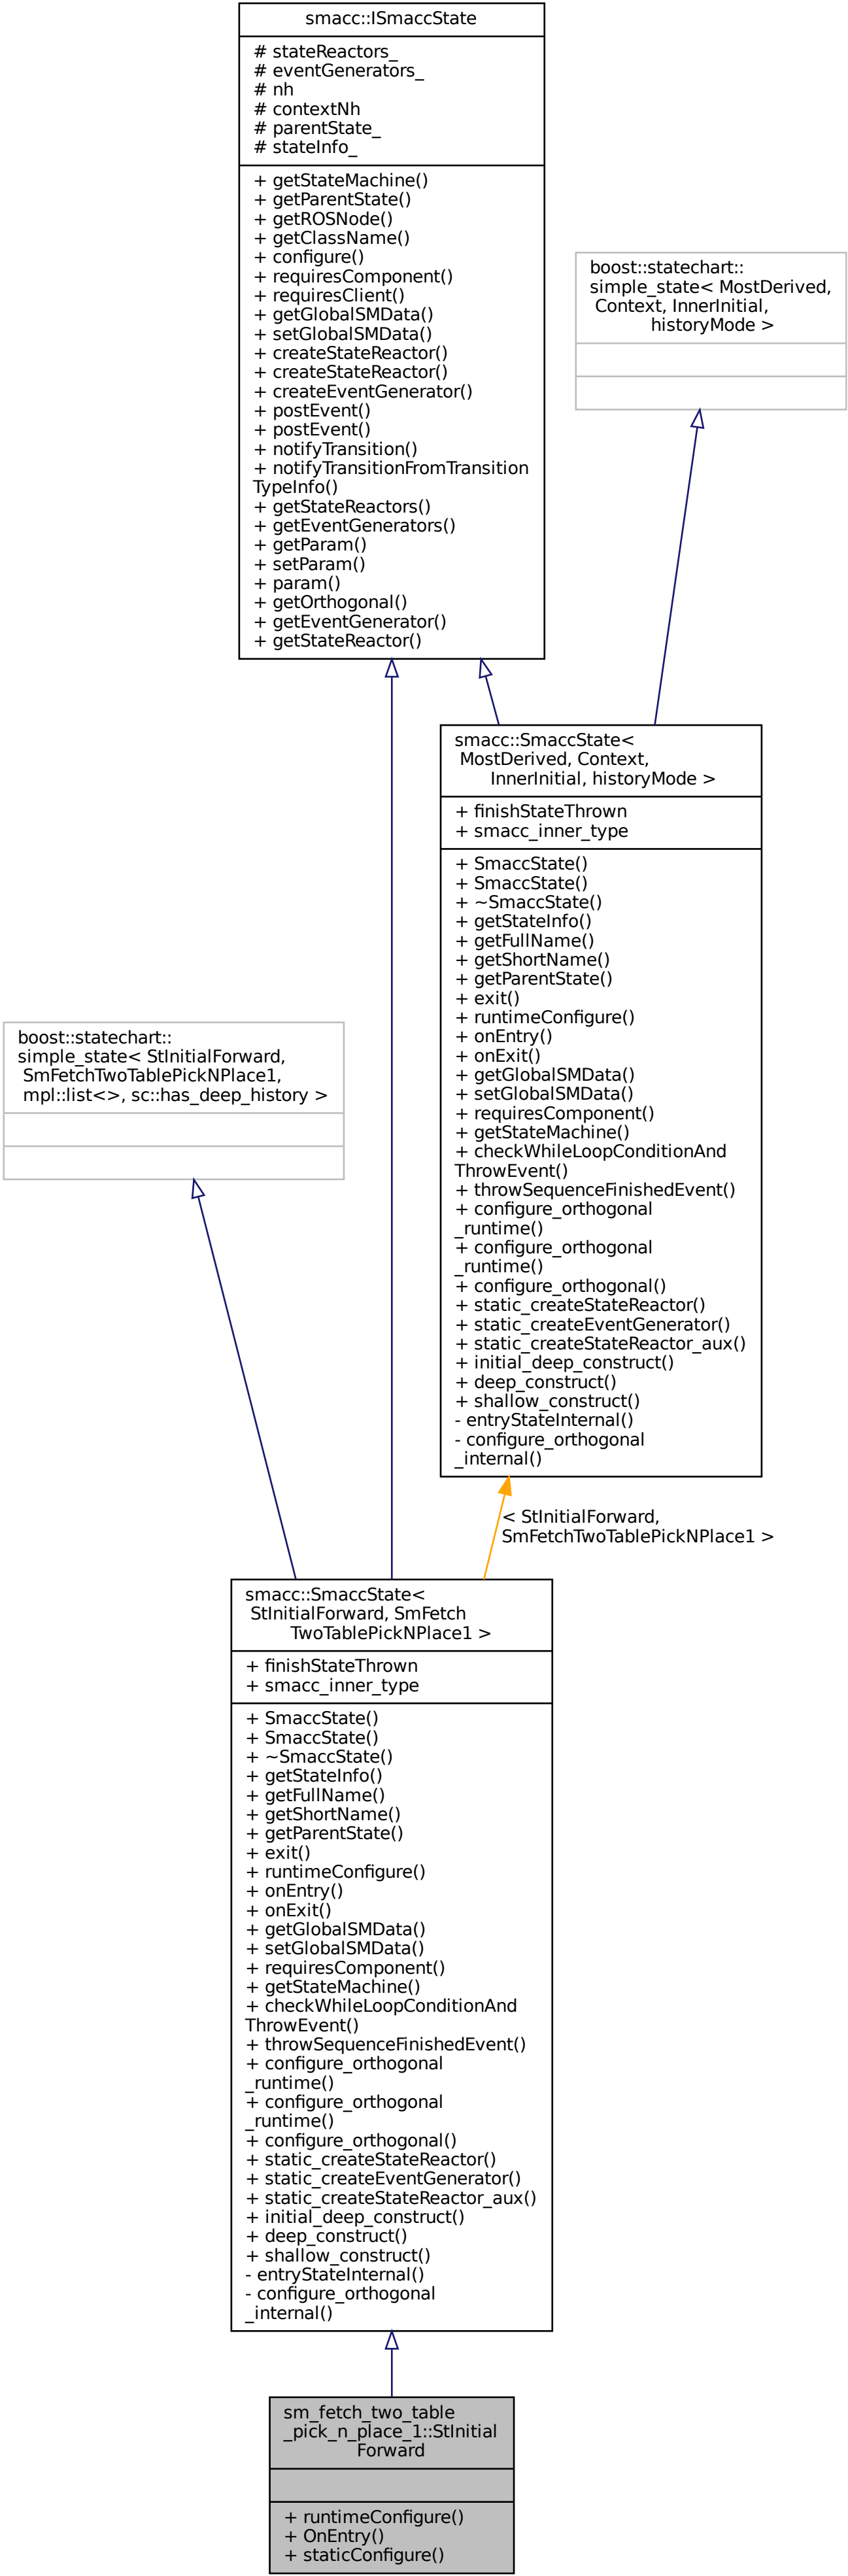 smacc::ISmaccState
# stateReactors_
# eventGenerators_
# nh
# contextNh
# parentState_
# stateInfo_
+ getStateMachine()
+ getParentState()
+ getROSNode()
+ getClassName()
+ configure()
+ requiresComponent()
+ requiresClient()
+ getGlobalSMData()
+ setGlobalSMData()
+ createStateReactor()
+ createStateReactor()
+ createEventGenerator()
+ postEvent()
+ postEvent()
+ notifyTransition()
+ notifyTransitionFromTransition
TypeInfo()
+ getStateReactors()
+ getEventGenerators()
+ getParam()
+ setParam()
+ param()
+ getOrthogonal()
+ getEventGenerator()
+ getStateReactor()
boost::statechart::
simple_state< MostDerived,
Context, InnerInitial,
historyMode >
smacc::SmaccState<
MostDerived, Context,
InnerInitial, historyMode >
+ finishStateThrown
+ smacc_inner_type
+ SmaccState()
+ SmaccState()
+ ~SmaccState()
+ getStateInfo()
+ getFullName()
+ getShortName()
+ getParentState()
+ exit()
+ runtimeConfigure()
+ onEntry()
+ onExit()
+ getGlobalSMData()
+ setGlobalSMData()
+ requiresComponent()
+ getStateMachine()
+ checkWhileLoopConditionAnd
ThrowEvent()
+ throwSequenceFinishedEvent()
+ configure_orthogonal
_runtime()
+ configure_orthogonal
_runtime()
+ configure_orthogonal()
+ static_createStateReactor()
+ static_createEventGenerator()
+ static_createStateReactor_aux()
+ initial_deep_construct()
+ deep_construct()
+ shallow_construct()
- entryStateInternal()
- configure_orthogonal
_internal()
boost::statechart::
simple_state< StInitialForward,
SmFetchTwoTablePickNPlace1,
mpl::list<>, sc::has_deep_history >
< StInitialForward,
SmFetchTwoTablePickNPlace1 >
smacc::SmaccState<
StInitialForward, SmFetch
TwoTablePickNPlace1 >
+ finishStateThrown
+ smacc_inner_type
+ SmaccState()
+ SmaccState()
+ ~SmaccState()
+ getStateInfo()
+ getFullName()
+ getShortName()
+ getParentState()
+ exit()
+ runtimeConfigure()
+ onEntry()
+ onExit()
+ getGlobalSMData()
+ setGlobalSMData()
+ requiresComponent()
+ getStateMachine()
+ checkWhileLoopConditionAnd
ThrowEvent()
+ throwSequenceFinishedEvent()
+ configure_orthogonal
_runtime()
+ configure_orthogonal
_runtime()
+ configure_orthogonal()
+ static_createStateReactor()
+ static_createEventGenerator()
+ static_createStateReactor_aux()
+ initial_deep_construct()
+ deep_construct()
+ shallow_construct()
- entryStateInternal()
- configure_orthogonal
_internal()
sm_fetch_two_table
_pick_n_place_1::StInitial
Forward
+ runtimeConfigure()
+ OnEntry()
+ staticConfigure()